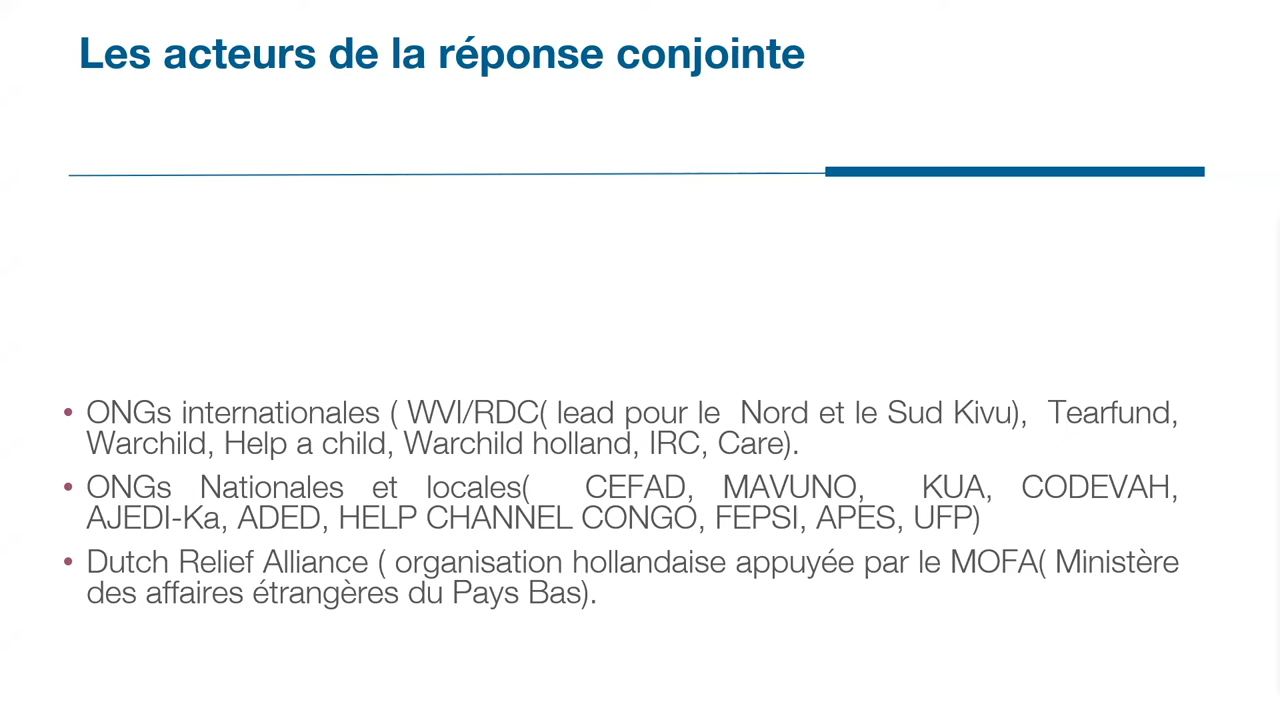 Les acteurs de la réponse conjointe
• ONGs internationales ( WVI/RDC( lead pour le Nord et le Sud Kivu), Tearfund,
Warchild, Help a child, Warchild holland, IRC, Care).
• ONGs Nationales et locales( CEFAD, MAVUNO, KUA, CODEVAH,
AJEDI-Ka, ADED, HELP CHANNEL CONGO, FEPSI, APES, UFP)
• Dutch Relief Alliance ( organisation hollandaise appuyée par le MOFA( Ministère
des affaires étrangères du Pays Bas).